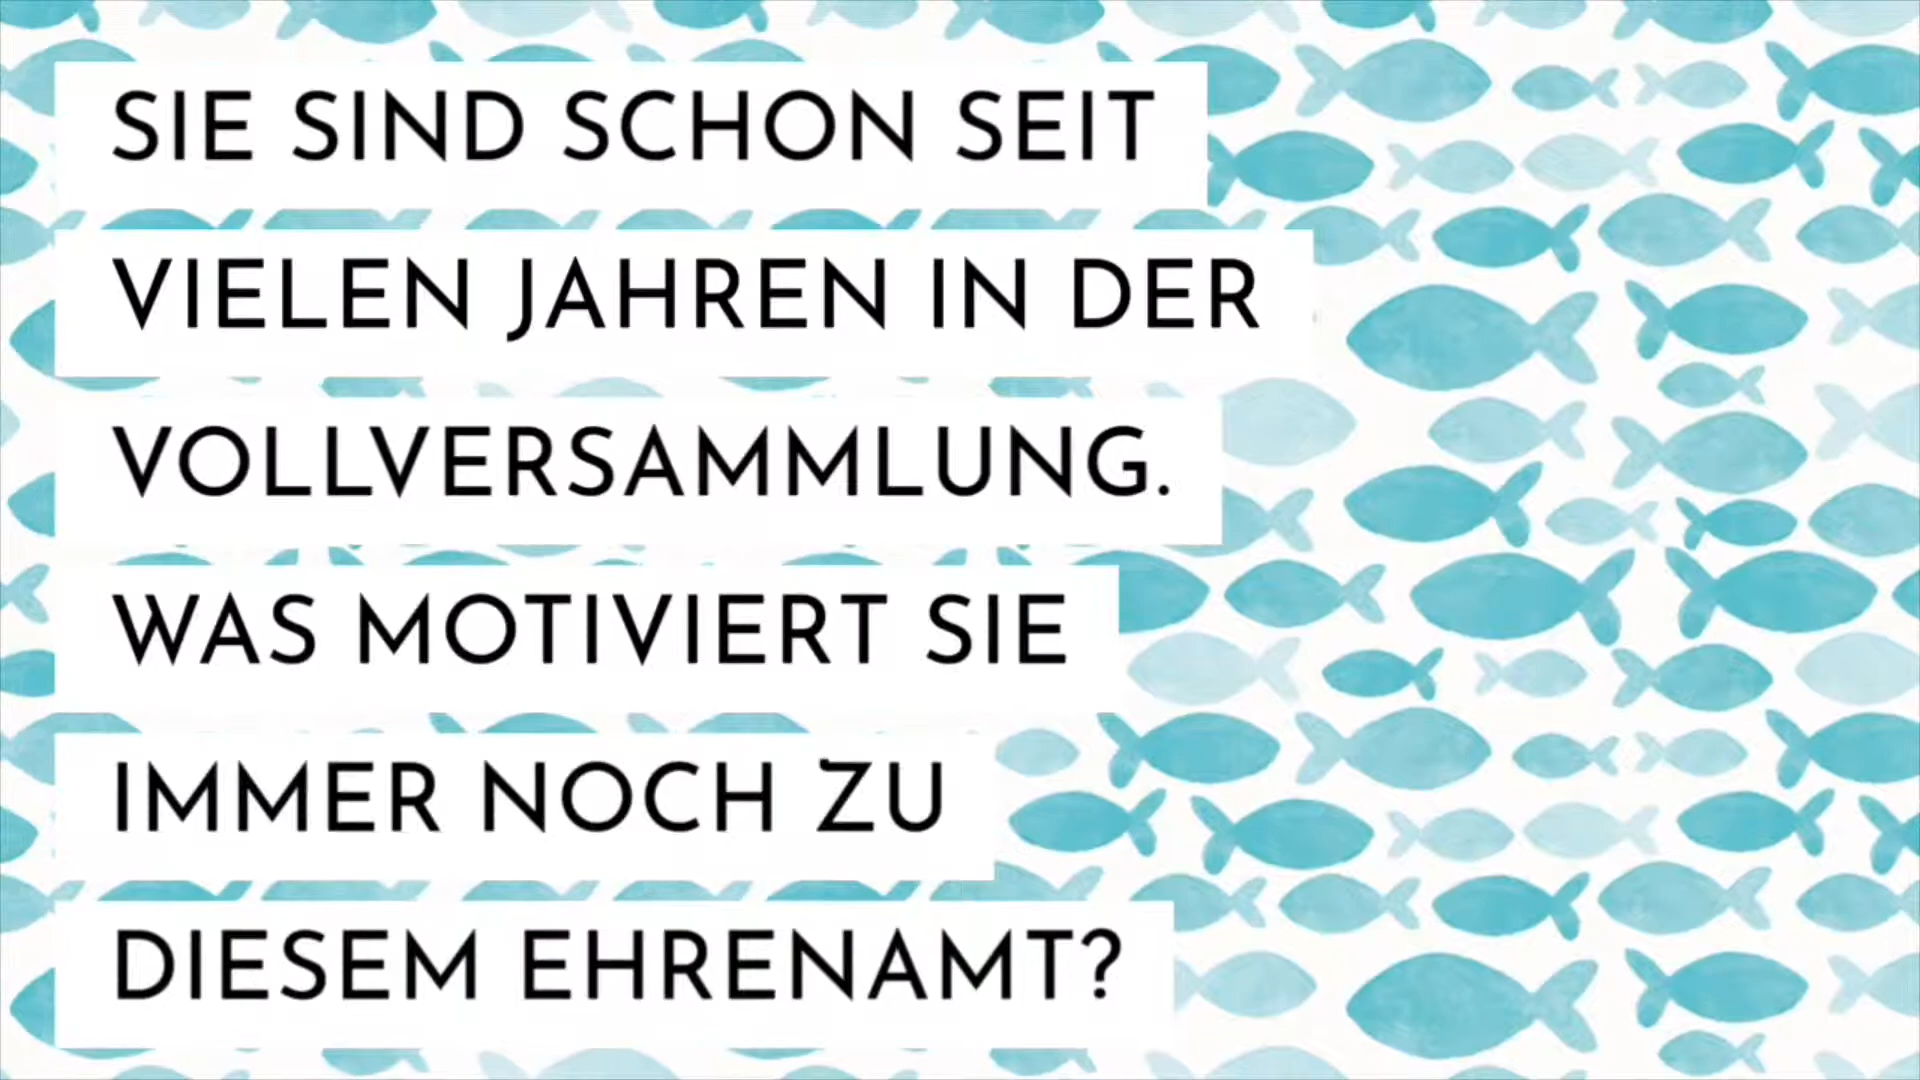 SIE SIND SCHON SEIT
VIELEN JAHREN IN DER
VOLLVERSAMMLUNG.
WAS MOTIVIERT SIE
IMMER NOCH ZU
DIESEM EHRENAMT?